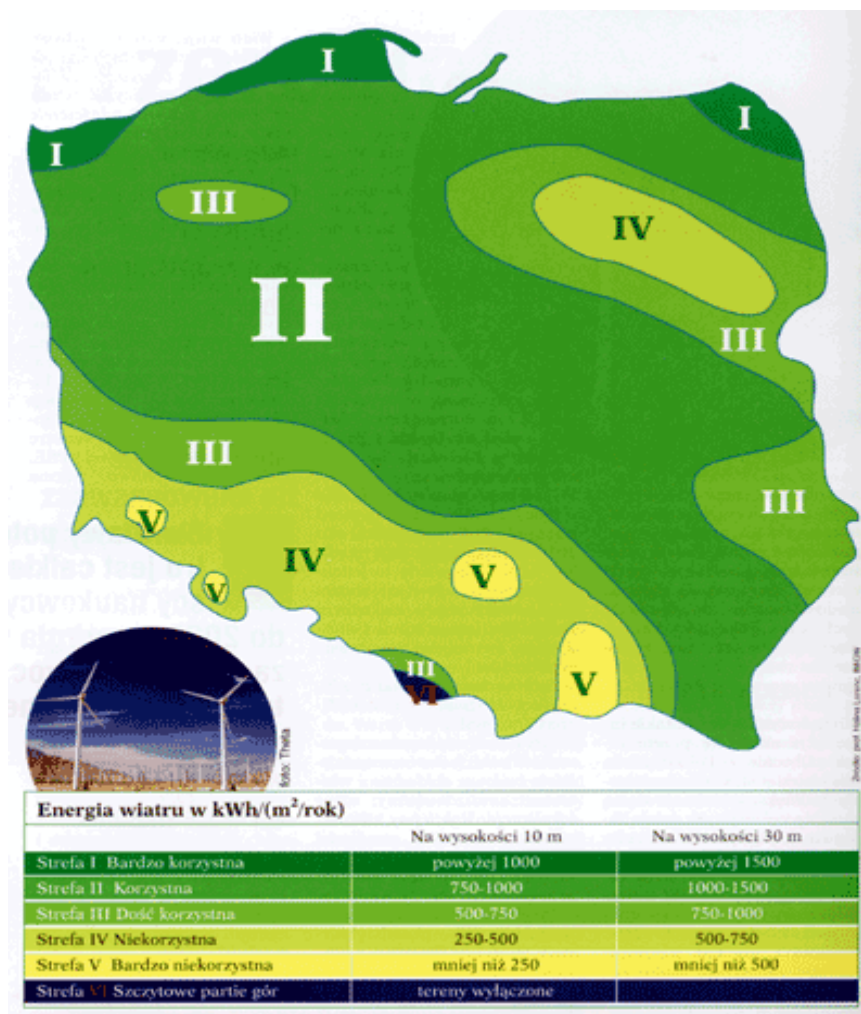 I
I
I
III
IV
II
III
III
III
V
IV
V
V
III
VI
V
foto: Theta
Energia wiatru w kWh/(m²/rok)
Na wysokości 10 m Na wysokości 30 m
Strefa I Bardzo korzystna powyżej 1000 powyżej 1500
Strefa II Korzystna 750-1000 1000-1500
Strefa III Dość korzystna 500-750 750-1000
Strefa IV Niekorzystna 250-500 500-750
Strefa V Bardzo niekorzystna mniej niż 250 mniej niż 500
Strefa VI Szczytowe partie gór tereny wyłączone